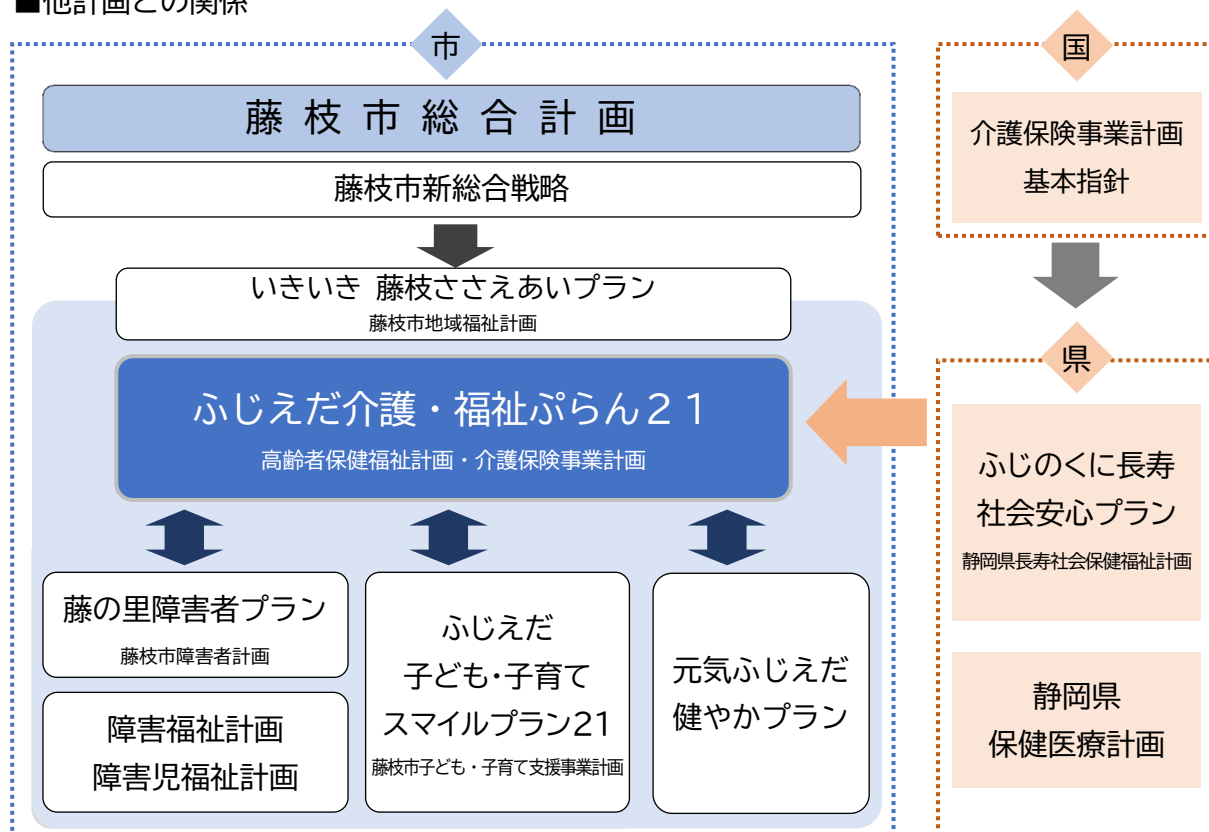 ■他計画との関係
市
藤枝市総合計画
藤枝市新総合戦略
いきいき 藤枝ささえあいプラン
藤枝市地域福祉計画
ふじえだ介護・福祉ぷらん21
高齢者保健福祉計画・介護保険事業計画
藤の里障害者プラン
藤枝市障害者計画
障害福祉計画
障害児福祉計画
ふじえだ
子ども・子育て
スマイルプラン21
藤枝市子ども・子育て支援事業計画
元気ふじえだ
健やかプラン
国
介護保険事業計画
基本指針
県
ふじのくに長寿
社会安心プラン
静岡県長寿社会保健福祉計画
静岡県
保健医療計画